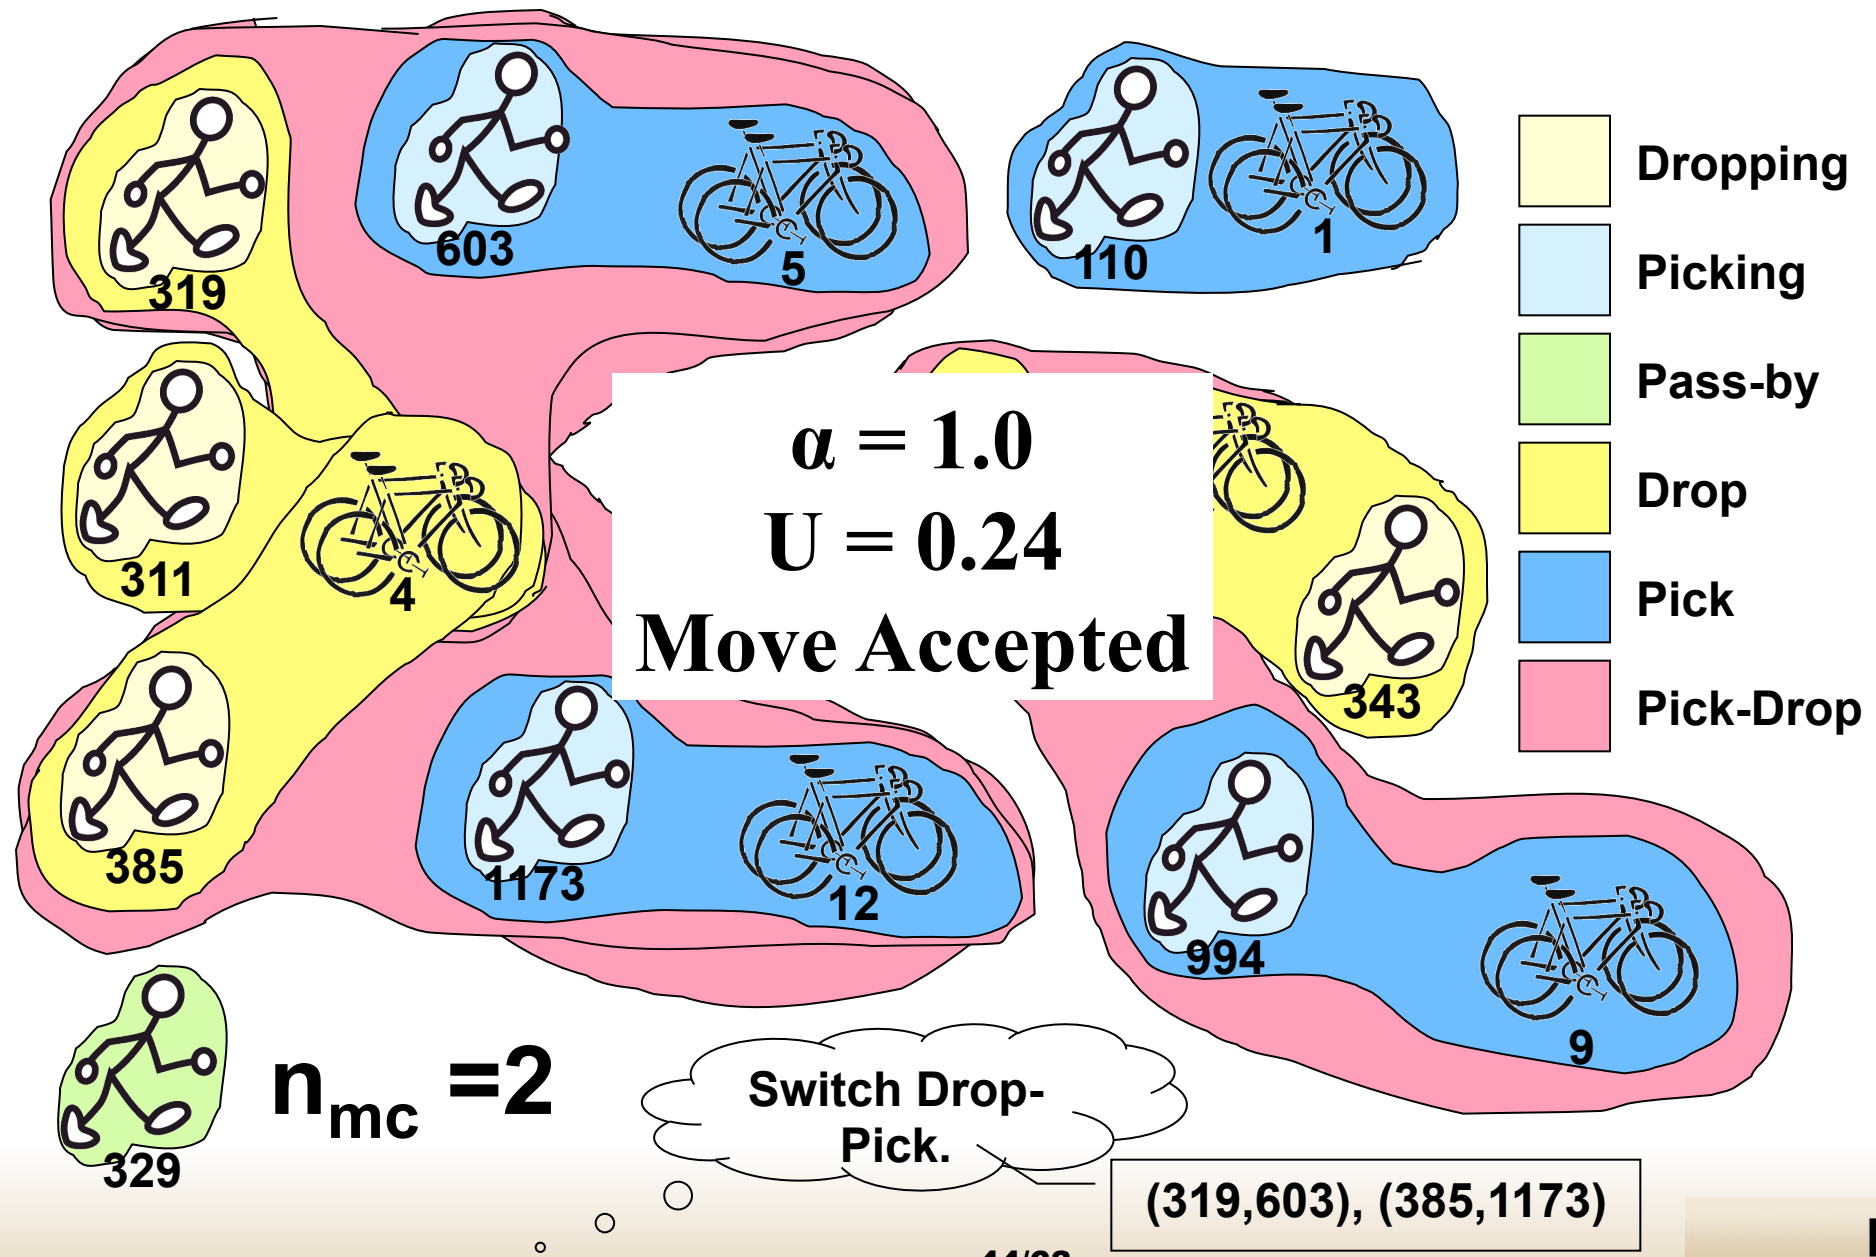 319
603
5
110
1
311
4
385
1173
12
343
994
9
329
α = 1.0
U = 0.24
Move Accepted
Dropping
Picking
Pass-by
Drop
Pick
Pick-Drop
nmc =2
Switch Drop-
Pick.
(319,603), (385,1173)